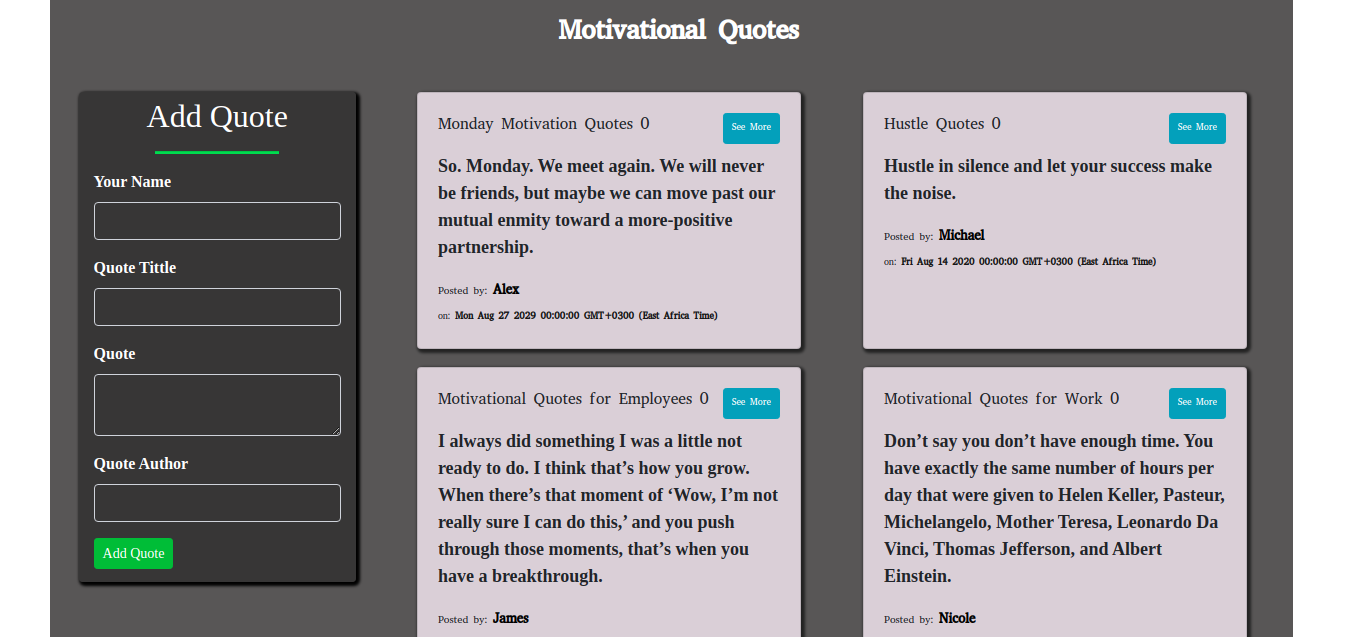 Motivational Quotes
Add Quote
Your Name
Quote Tittle
Quote
Quote Author
Add Quote
Monday Motivation Quotes 0
See More
So. Monday. We meet again. We will never
be friends, but maybe we can move past our
mutual enmity toward a more-positive
partnership.
Posted by: Alex
on: Mon Aug 27 2029 00:00:00 GMT+0300 (East Africa Time)
Hustle Quotes 0
See More
Hustle in silence and let your success make
the noise.
Posted by: Michael
on: Fri Aug 14 2020 00:00:00 GMT+0300 (East Africa Time)
Motivational Quotes for Employees 0
See More
I always did something I was a little not
ready to do. I think that’s how you grow.
When there’s that moment of ‘Wow, I’m not
really sure I can do this,’ and you push
through those moments, that’s when you
have a breakthrough.
Posted by: James
Motivational Quotes for Work 0
See More
Don’t say you don’t have enough time. You
have exactly the same number of hours per
day that were given to Helen Keller, Pasteur,
Michelangelo, Mother Teresa, Leonardo Da
Vinci, Thomas Jefferson, and Albert
Einstein.
Posted by: Nicole